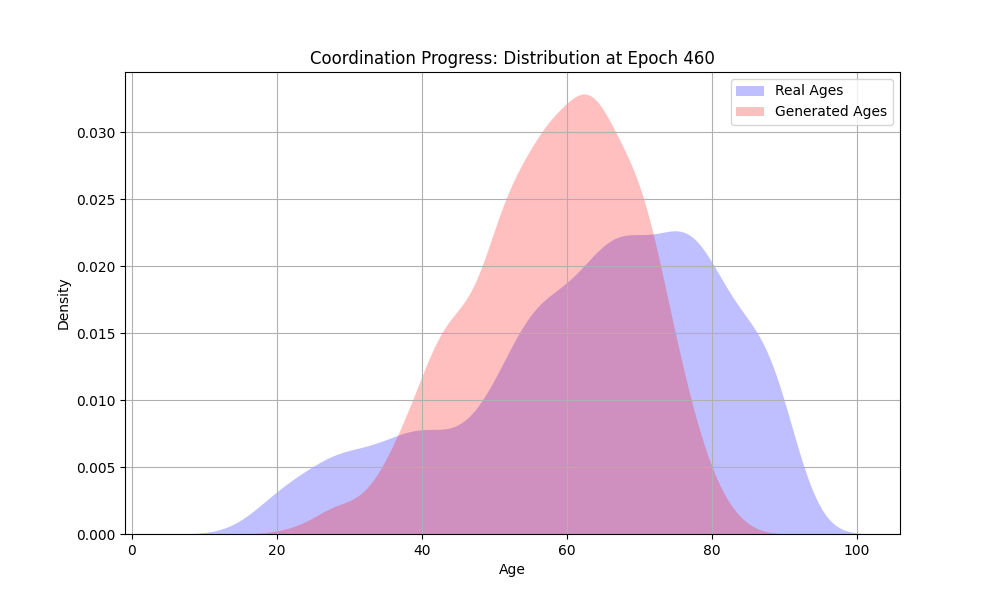 Coordination Progress: Distribution at Epoch 460
Real Ages
Generated Ages
Density
0.030
0.025
0.020
0.015
0.010
0.005
0.000
0 20 40 60 80 100
Age